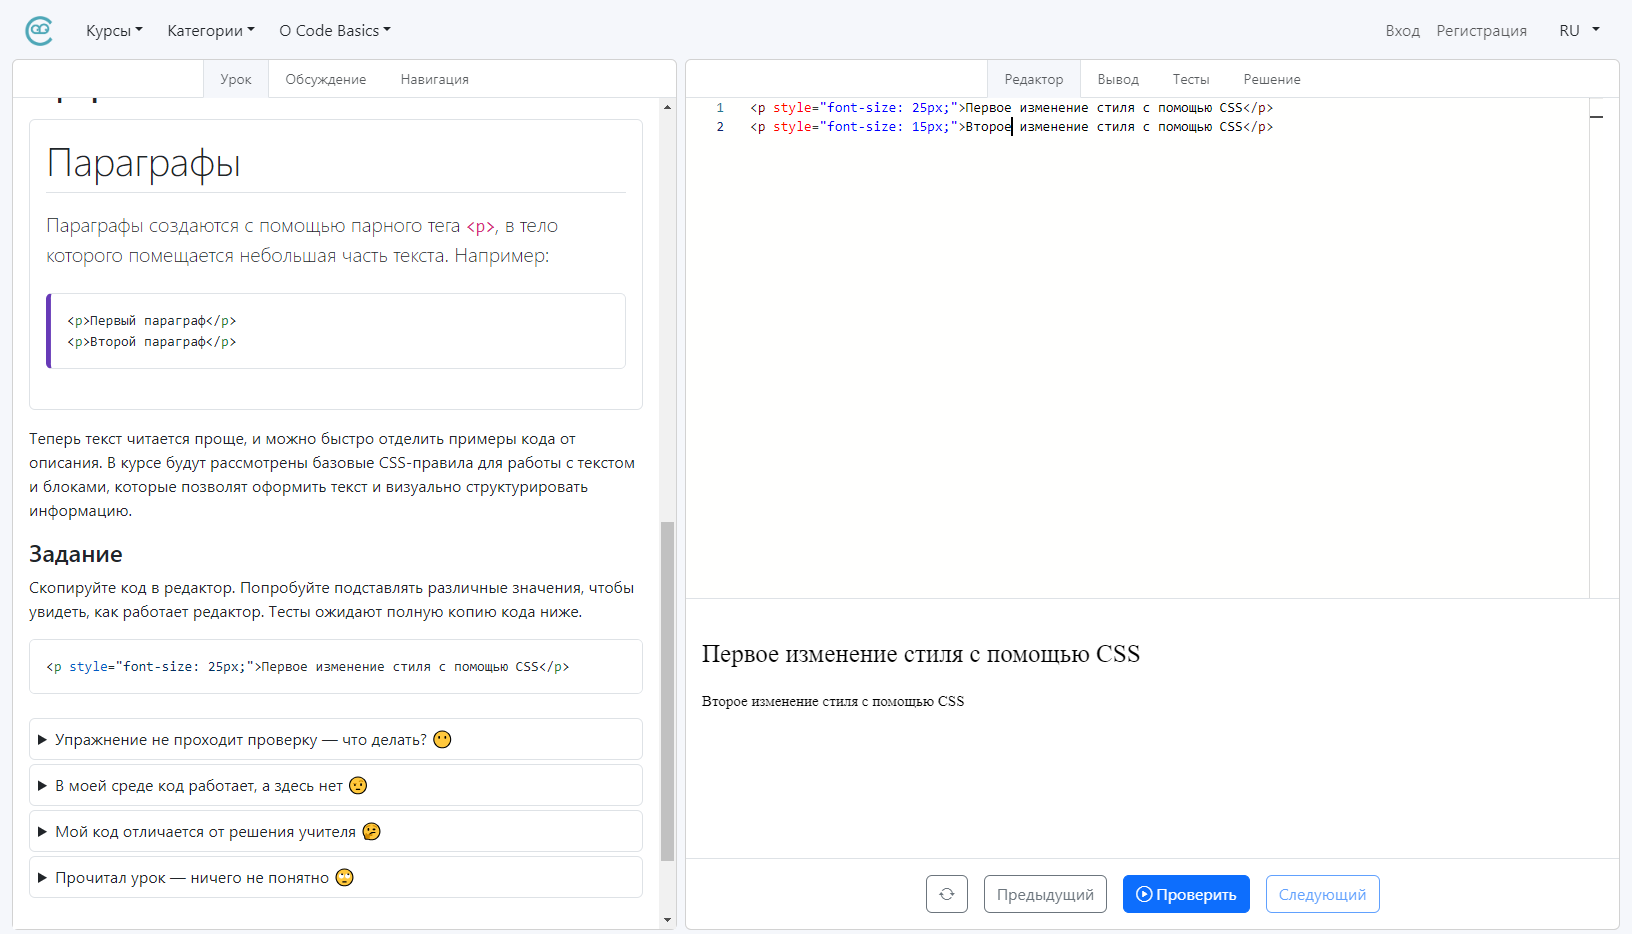 Курсы Категории О Code Basics Вход Регистрация RU
Урок Обсуждение Навигация
Параграфы
Параграфы создаются с помощью парного тега <p>, в тело
которого помещается небольшая часть текста. Например:
<p>Первый параграф</p>
<p>Второй параграф</p>
Теперь текст читается проще, и можно быстро отделить примеры кода от
описания. В курсе будут рассмотрены базовые CSS-правила для работы с текстом
и блоками, которые позволят оформить текст и визуально структурировать
информацию.
Задание
Скопируйте код в редактор. Попробуйте подставлять различные значения, чтобы
увидеть, как работает редактор. Тесты ожидают полную копию кода ниже.
<p style="font-size: 25px;">Первое изменение стиля с помощью CSS</p>
Упражнение не проходит проверку — что делать? 😶
В моей среде код работает, а здесь нет 🤨
Мой код отличается от решения учителя 🤔
Прочитал урок — ничего не понятно 🙄
Редактор Вывод Тесты Решение
1 <p style="font-size: 25px;">Первое изменение стиля с помощью CSS</p>
2 <p style="font-size: 15px;">Второе изменение стиля с помощью CSS</p>
Первое изменение стиля с помощью CSS
Второе изменение стиля с помощью CSS
Предыдущий Проверить Следующий